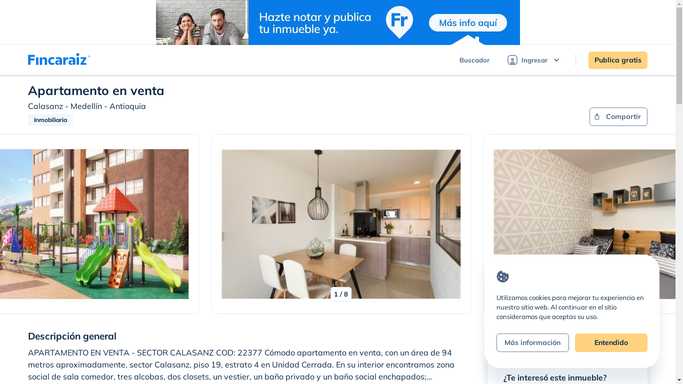 Hazte notar y publica
tu inmueble ya.
Fr
Más info aquí
Fincaraiz
Buscador
Ingresar
Publica gratis
Apartamento en venta
Calasanz - Medellín - Antioquia
Inmobiliaria
Compartir
1 / 8
Utilizamos cookies para mejorar tu experiencia en
nuestro sitio web. Al continuar en el sitio
consideramos que aceptas su uso.
Más información
Entendido
Descripción general
APARTAMENTO EN VENTA - SECTOR CALASANZ COD: 22377 Cómodo apartamento en venta, con un área de 94
metros aproximadamente, sector Calasanz, piso 19, estrato 4 en Unidad Cerrada. En su interior encontramos zona
social de sala comedor, tres alcobas, dos closets, un vestier, un baño privado y un baño social enchapados;...
¿Te interesó este inmueble?